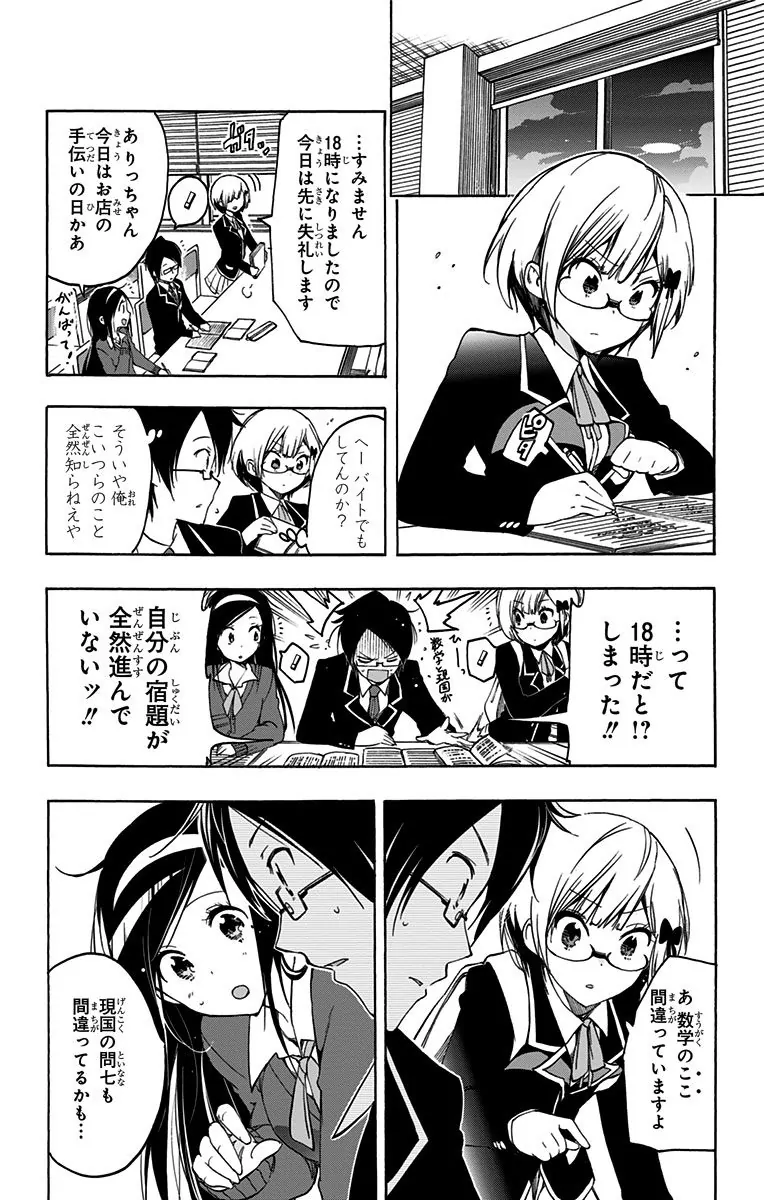 ピタ
…すみません
18時になりましたので
今日は先に失礼します
ガタ
あ りっちゃん
今日はお店の
手伝いの日かあ
！
がんばって！
へー バイトでも
してんのか？
そういや俺
こいつらのこと
全然知らねえや
…って
18時だと!?
しまった!!
！
ひーっ
数学と現国が
！
自分の宿題が
全然進んで
いないッ!!
あ 数学のここ
間違っていますよ
現国の問七も
間違ってるかも…